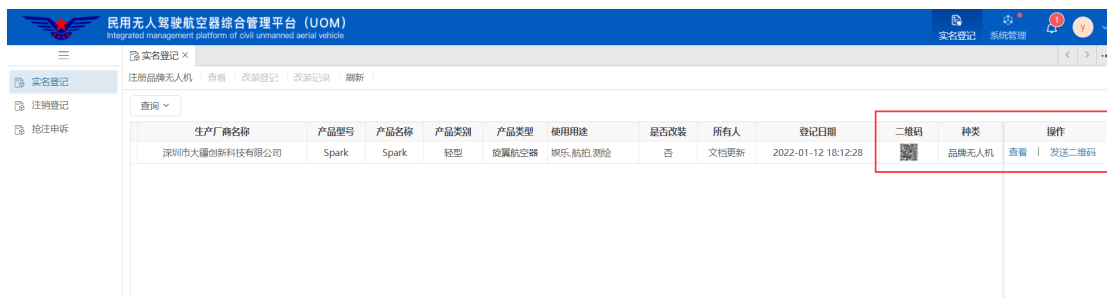 民用无人驾驶航空器综合管理平台（UOM）
Integrated management platform of civil unmanned aerial vehicle
实名登记 系统管理 1 y
实名登记 ×
实名登记
注销登记
抢注申诉
注册品牌无人机 查看 改装登记 改装记录 刷新
查询
生产厂商名称 产品型号 产品名称 产品类别 产品类型 使用用途 是否改装 所有人 登记日期 二维码 种类 操作
深圳市大疆创新科技有限公司 Spark Spark 轻型 旋翼航空器 娱乐,航拍,测绘 否 文档更新 2022-01-12 18:12:28 品牌无人机 查看 | 发送二维码